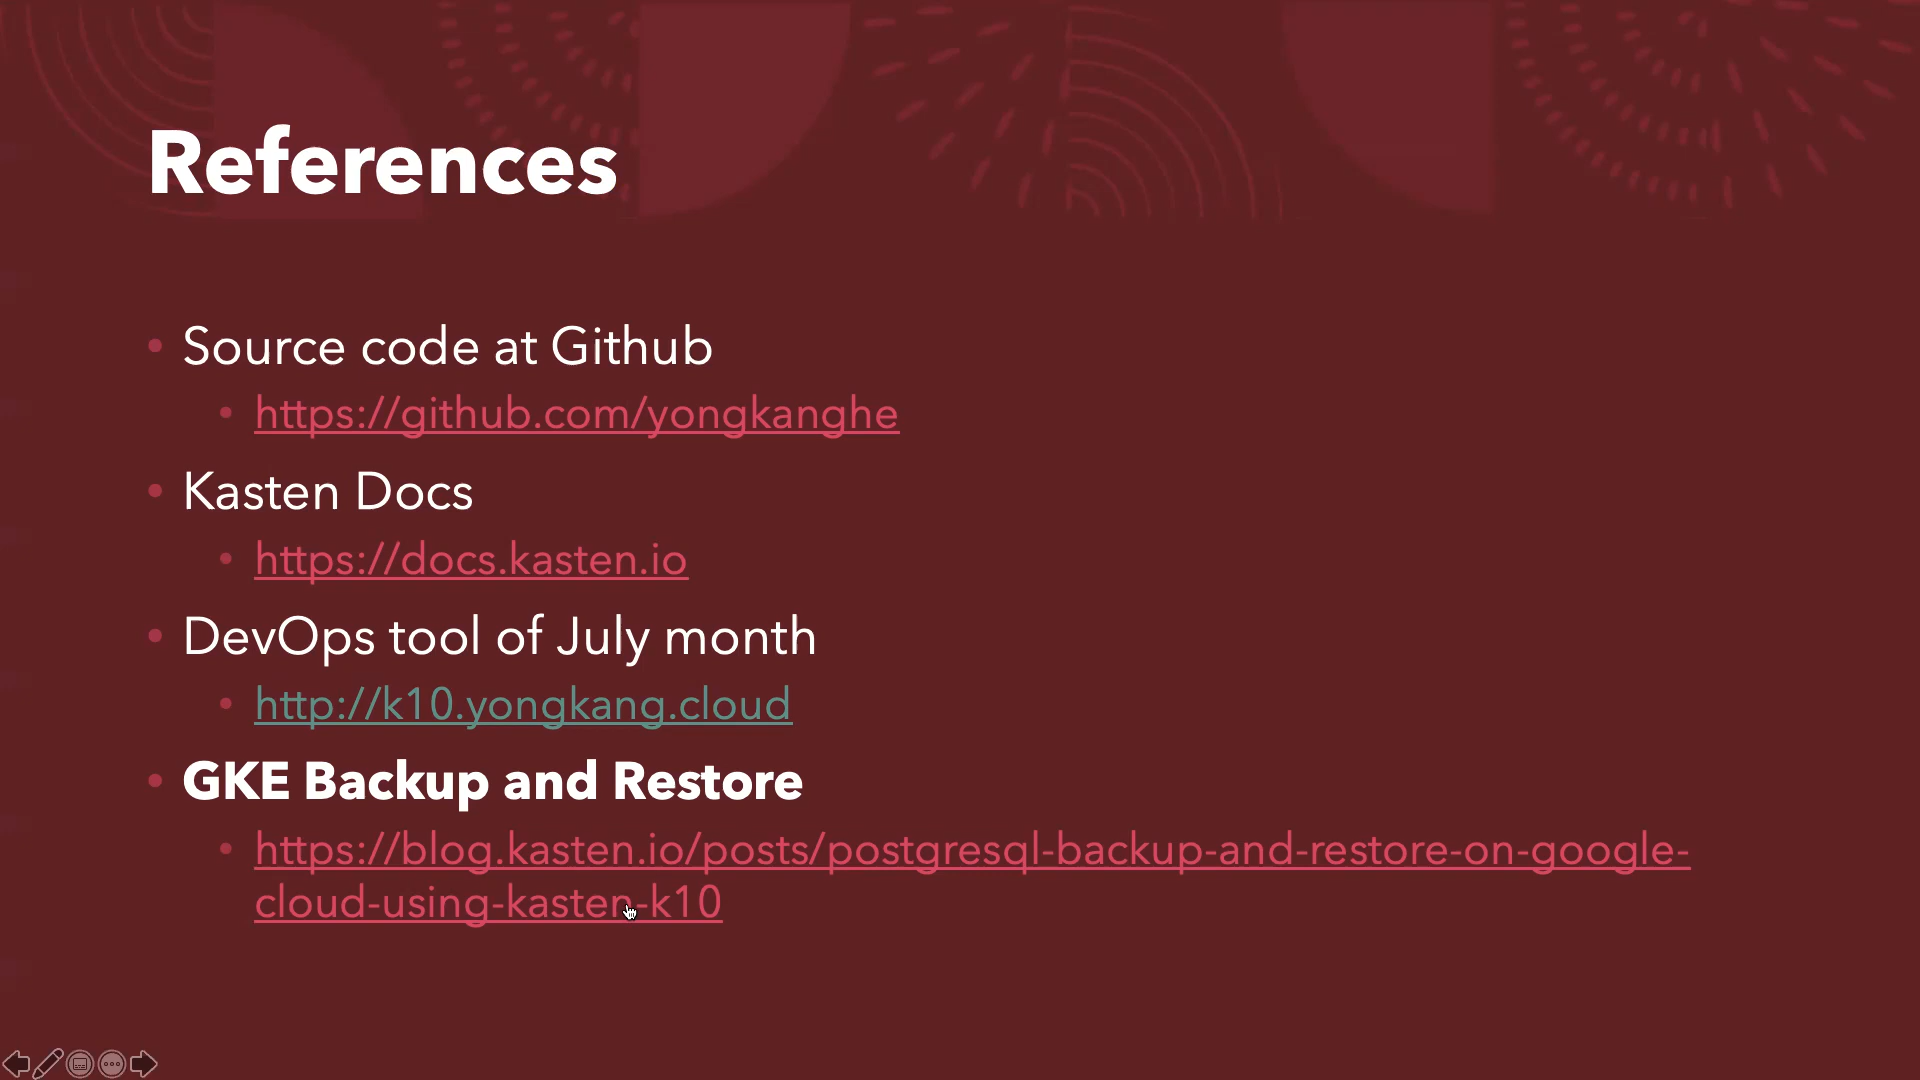 References
• Source code at Github
• https://github.com/yongkanghe
• Kasten Docs
• https://docs.kasten.io
• DevOps tool of July month
• http://k10.yongkang.cloud
• GKE Backup and Restore
• https://blog.kasten.io/posts/postgresql-backup-and-restore-on-google-
cloud-using-kasten-k10